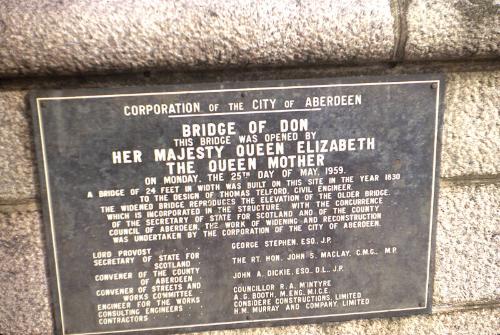 CORPORATION OF THE CITY OF ABERDEEN
BRIDGE OF DON
THIS BRIDGE WAS OPENED BY
HER MAJESTY QUEEN ELIZABETH
THE QUEEN MOTHER
ON MONDAY, THE 25TH DAY OF MAY, 1959.
A BRIDGE OF 24 FEET IN WIDTH WAS BUILT ON THIS SITE IN THE YEAR 1830
TO THE DESIGN OF THOMAS TELFORD, CIVIL ENGINEER.
THE WIDENED BRIDGE REPRODUCES THE ELEVATION OF THE OLDER BRIDGE,
WHICH IS INCORPORATED IN THE STRUCTURE WITH THE CONCURRENCE
OF THE SECRETARY OF STATE FOR SCOTLAND AND OF THE COUNTY
COUNCIL OF ABERDEEN, THE WORK OF WIDENING AND RECONSTRUCTION
WAS UNDERTAKEN BY THE CORPORATION OF THE CITY OF ABERDEEN.
LORD PROVOST GEORGE STEPHEN, ESQ., J.P.
SECRETARY OF STATE FOR
SCOTLAND THE RT. HON. JOHN S. MACLAY, C.M.G., M.P.
CONVENER OF THE COUNTY
OF ABERDEEN JOHN A. DICKIE, ESQ., D.L., J.P.
CONVENER OF STREETS AND
WORKS COMMITTEE COUNCILLOR R. A. McINTYRE
ENGINEER FOR THE WORKS A. G. BOOTH, M.ENG., M.I.C.E.
CONSULTING ENGINEERS CONSIDERE CONSTRUCTIONS, LIMITED
CONTRACTORS H. M. MURRAY AND COMPANY, LIMITED